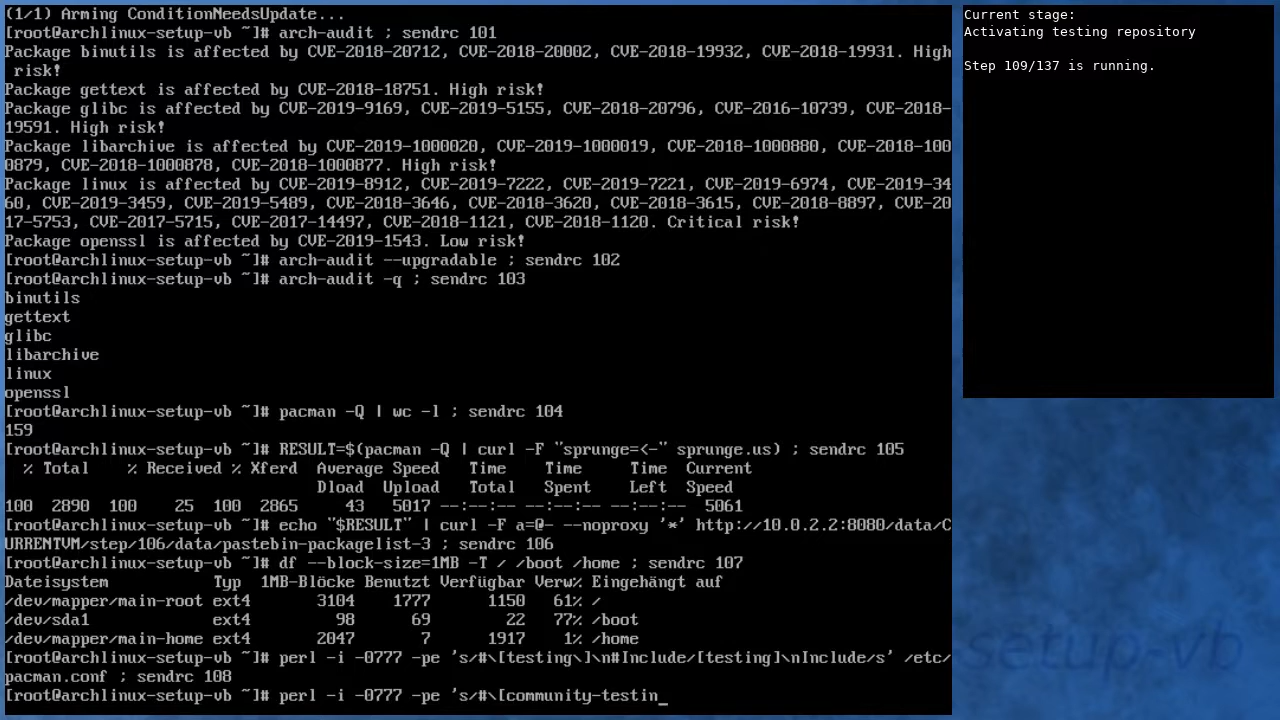 (1/1) Arming ConditionNeedsUpdate...
[root@archlinux-setup-vb ~]# arch-audit ; sendrc 101
Package binutils is affected by CVE-2018-20712, CVE-2018-20002, CVE-2018-19932, CVE-2018-19931. High
 risk!
Package gettext is affected by CVE-2018-18751. High risk!
Package glibc is affected by CVE-2019-9169, CVE-2019-5155, CVE-2018-20796, CVE-2016-10739, CVE-2018-
19591. High risk!
Package libarchive is affected by CVE-2019-1000020, CVE-2019-1000019, CVE-2018-1000880, CVE-2018-100
0879, CVE-2018-1000878, CVE-2018-1000877. High risk!
Package linux is affected by CVE-2019-8912, CVE-2019-7222, CVE-2019-7221, CVE-2019-6974, CVE-2019-34
60, CVE-2019-3459, CVE-2019-5489, CVE-2018-3646, CVE-2018-3620, CVE-2018-3615, CVE-2018-8897, CVE-20
17-5753, CVE-2017-5715, CVE-2017-14497, CVE-2018-1121, CVE-2018-1120. Critical risk!
Package openssl is affected by CVE-2019-1543. Low risk!
[root@archlinux-setup-vb ~]# arch-audit --upgradable ; sendrc 102
[root@archlinux-setup-vb ~]# arch-audit -q ; sendrc 103
binutils
gettext
glibc
libarchive
linux
openssl
[root@archlinux-setup-vb ~]# pacman -Q | wc -l ; sendrc 104
159
[root@archlinux-setup-vb ~]# RESULT=$(pacman -Q | curl -F "sprunge=<-" sprunge.us) ; sendrc 105
  % Total    % Received % Xferd  Average Speed   Time    Time     Time  Current
                                 Dload  Upload   Total   Spent    Left  Speed
100  2890  100    25  100  2865     43   5017 --:--:-- --:--:-- --:--:--  5061
[root@archlinux-setup-vb ~]# echo "$RESULT" | curl -F a=@- --noproxy '*' http://10.0.2.2:8080/data/C
URRENTVM/step/106/data/pastebin-packagelist-3 ; sendrc 106
[root@archlinux-setup-vb ~]# df --block-size=1MB -T / /boot /home ; sendrc 107
Dateisystem           Typ  1MB-Blöcke Benutzt Verfügbar Verw% Eingehängt auf
/dev/mapper/main-root ext4       3104    1777      1150   61% /
/dev/sda1             ext4         98      69        22   77% /boot
/dev/mapper/main-home ext4       2047       7      1917    1% /home
[root@archlinux-setup-vb ~]# perl -i -0777 -pe 's/#\[testing\]\n#Include/[testing]\nInclude/s' /etc/
pacman.conf ; sendrc 108
[root@archlinux-setup-vb ~]# perl -i -0777 -pe 's/#\[community-testin_
Current stage:
Activating testing repository
Step 109/137 is running.
setup-vb